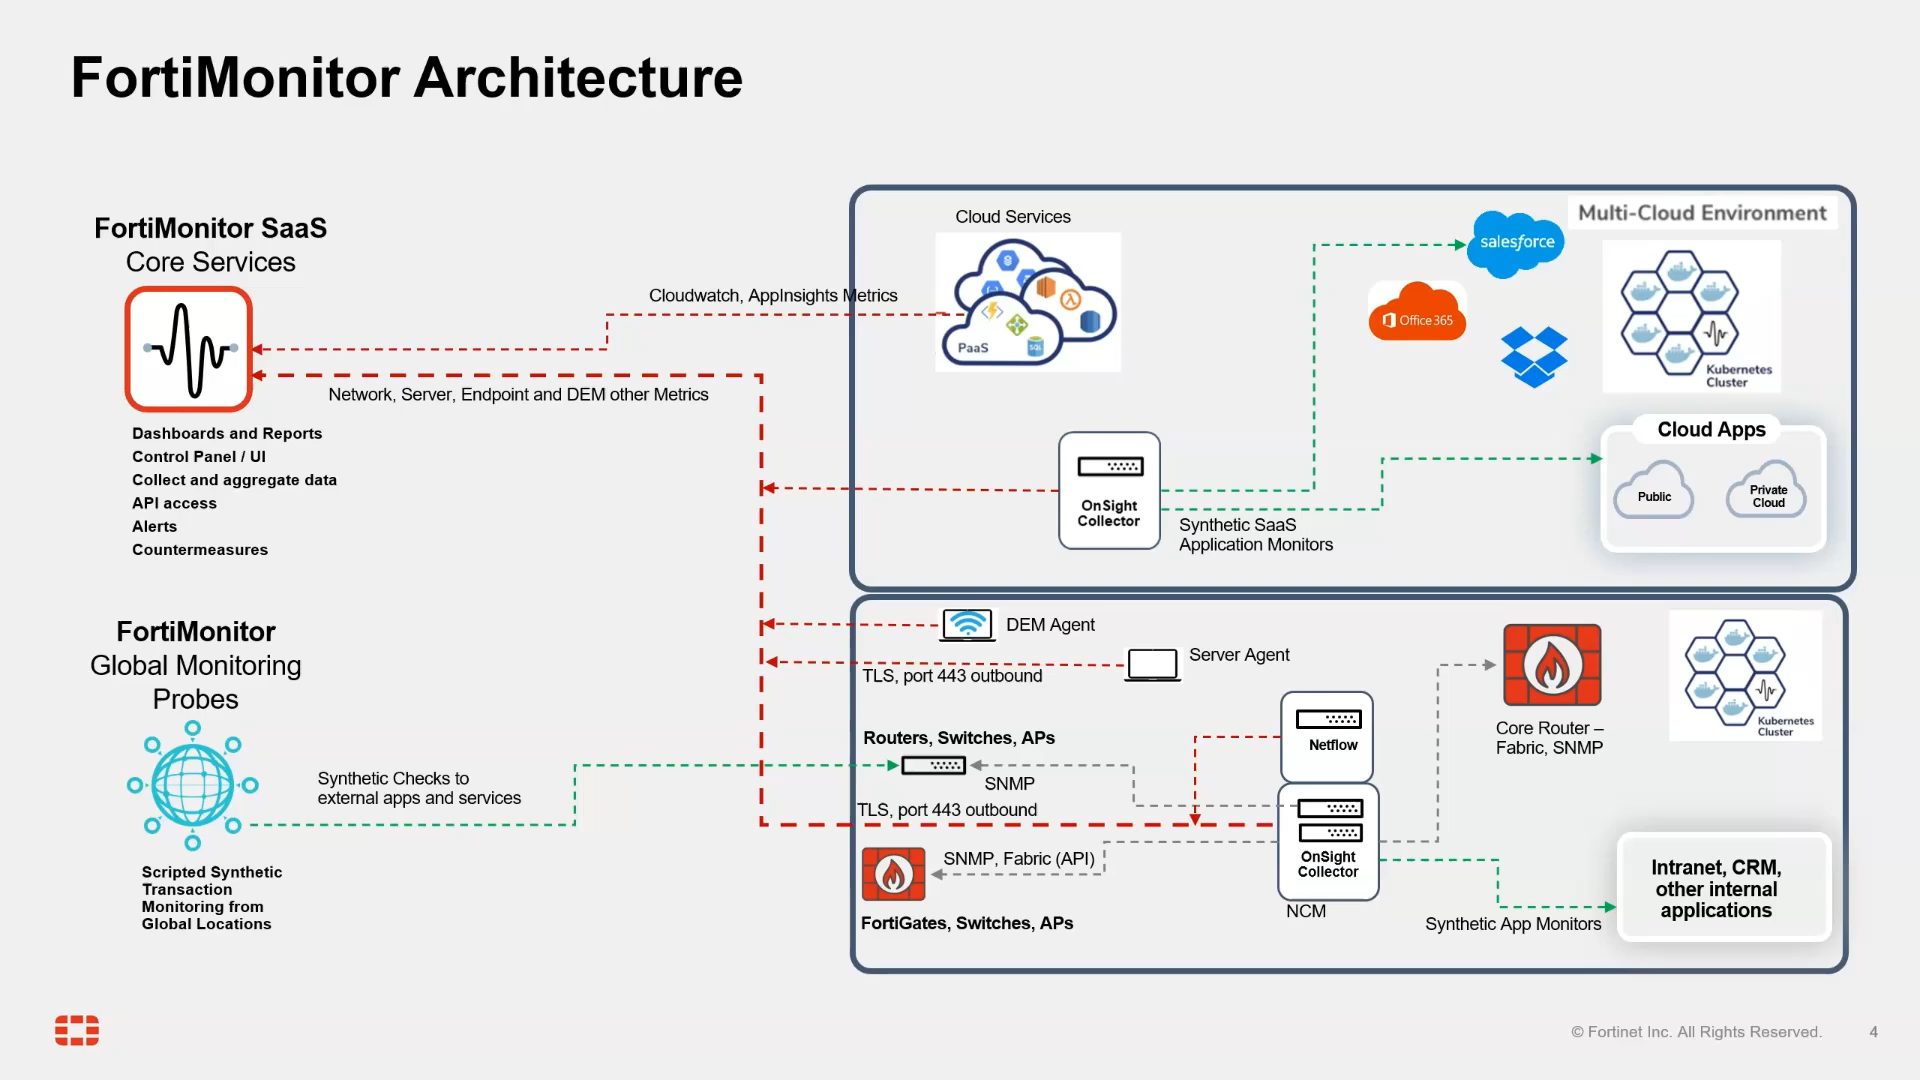 FortiMonitor Architecture
FortiMonitor SaaS
Core Services
Dashboards and Reports
Control Panel / UI
Collect and aggregate data
API access
Alerts
Countermeasures
FortiMonitor
Global Monitoring
Probes
Scripted Synthetic
Transaction
Monitoring from
Global Locations
Cloudwatch, AppInsights Metrics
Network, Server, Endpoint and DEM other Metrics
Synthetic Checks to
external apps and services
Cloud Services
PaaS
SQL
salesforce
Office 365
Multi-Cloud Environment
Kubernetes
Cluster
OnSight
Collector
Synthetic SaaS
Application Monitors
Cloud Apps
Public
Private
Cloud
DEM Agent
Server Agent
TLS, port 443 outbound
Routers, Switches, APs
SNMP
TLS, port 443 outbound
SNMP, Fabric (API)
FortiGates, Switches, APs
Netflow
OnSight
Collector
NCM
Core Router –
Fabric, SNMP
Kubernetes
Cluster
Synthetic App Monitors
Intranet, CRM,
other internal
applications
© Fortinet Inc. All Rights Reserved.
4